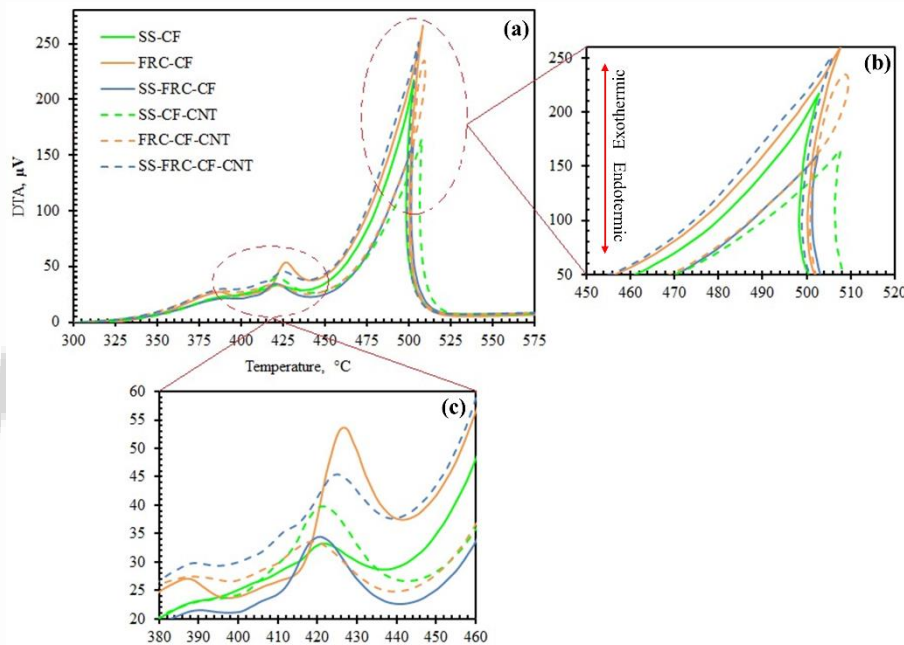 (a)
SS-CF
FRC-CF
SS-FRC-CF
SS-CF-CNT
FRC-CF-CNT
SS-FRC-CF-CNT
DTA, µV
250
200
150
100
50
0
300 325 350 375 400 425 450 475 500 525 550 575
Temperature, °C
(b)
250
200
150
100
50
Exothermic
Endotermic
450 460 470 480 490 500 510 520
(c)
60
55
50
45
40
35
30
25
20
380 390 400 410 420 430 440 450 460